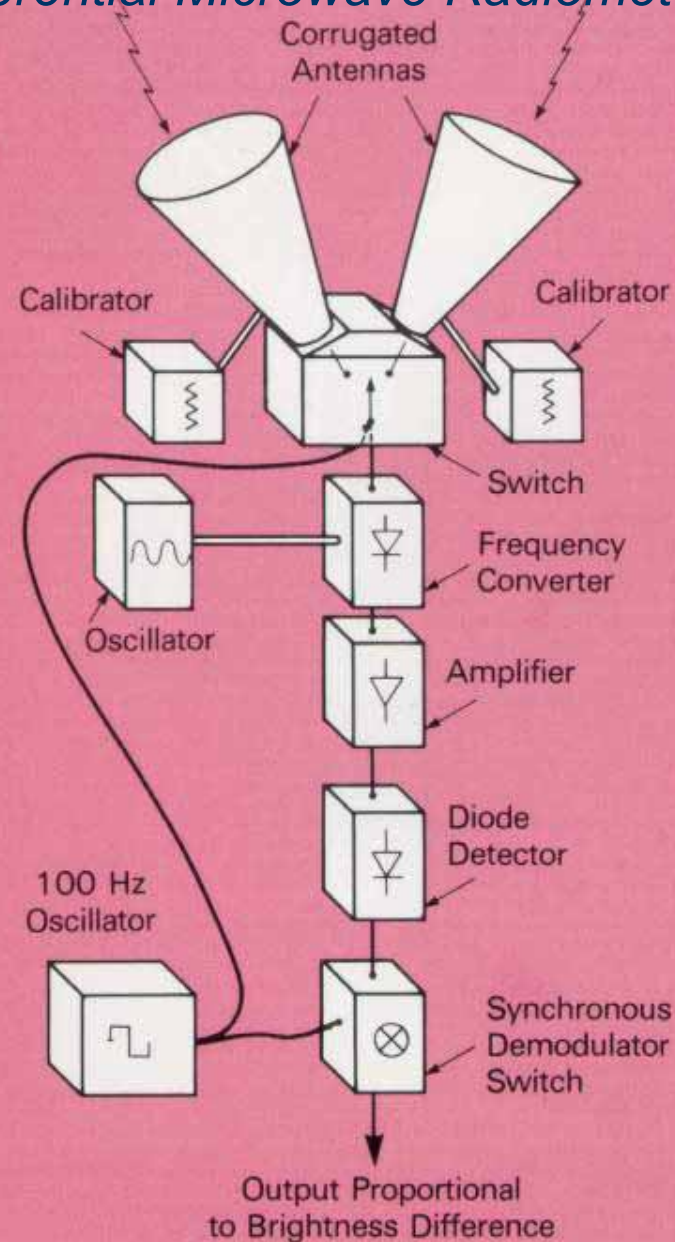 Microwave
Corrugated
Antennas
Calibrator
Calibrator
Switch
Frequency
Converter
Oscillator
Amplifier
Diode
Detector
100 Hz
Oscillator
Synchronous
Demodulator
Switch
Output Proportional
to Brightness Difference